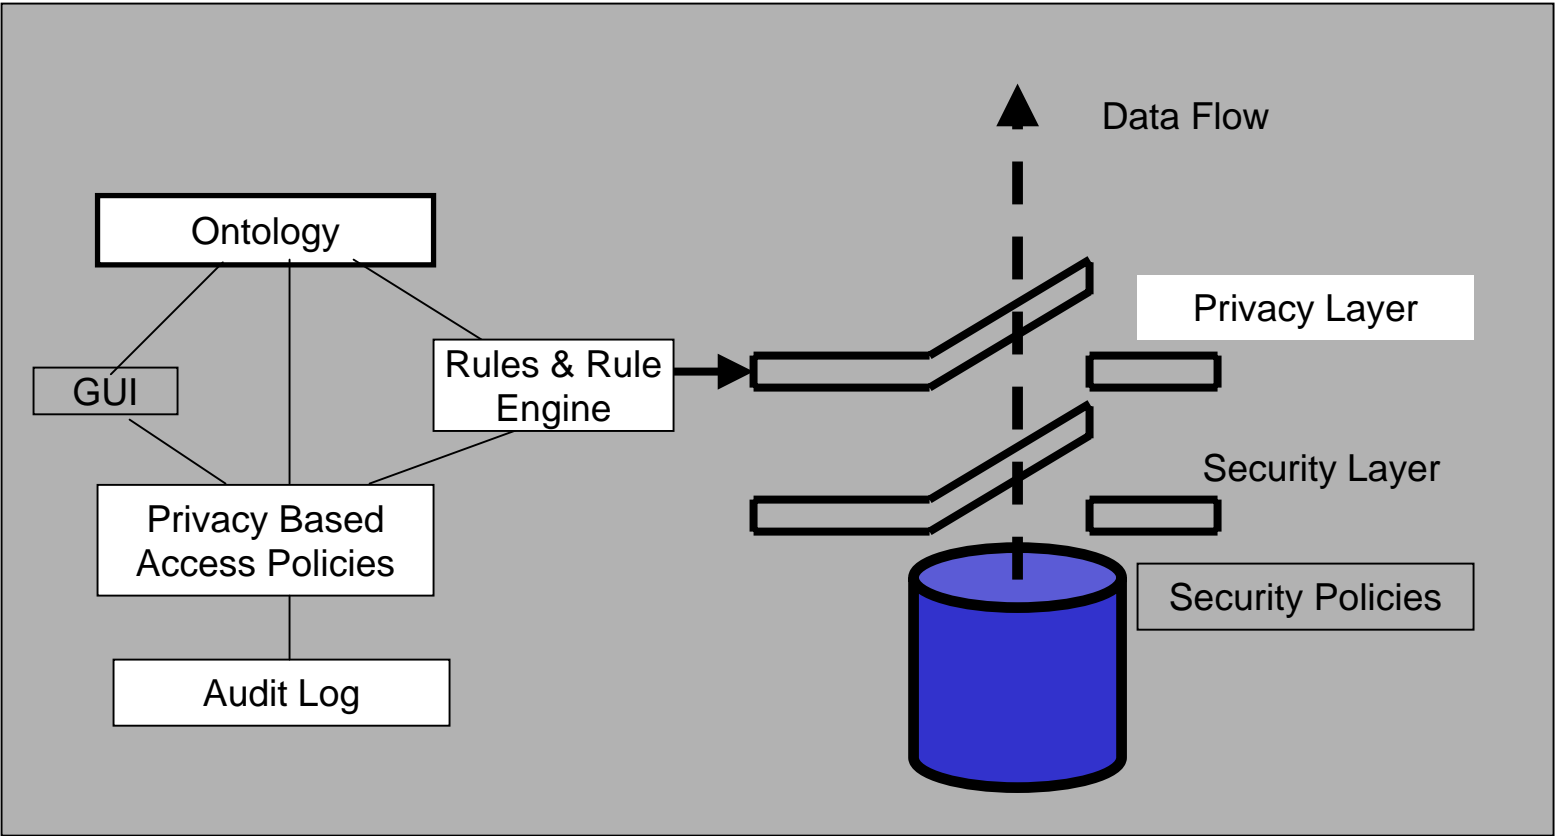 Data Flow
Ontology
Privacy Layer
Rules & Rule
Engine
GUI
Security Layer
Privacy Based
Access Policies
Security Policies
Audit Log